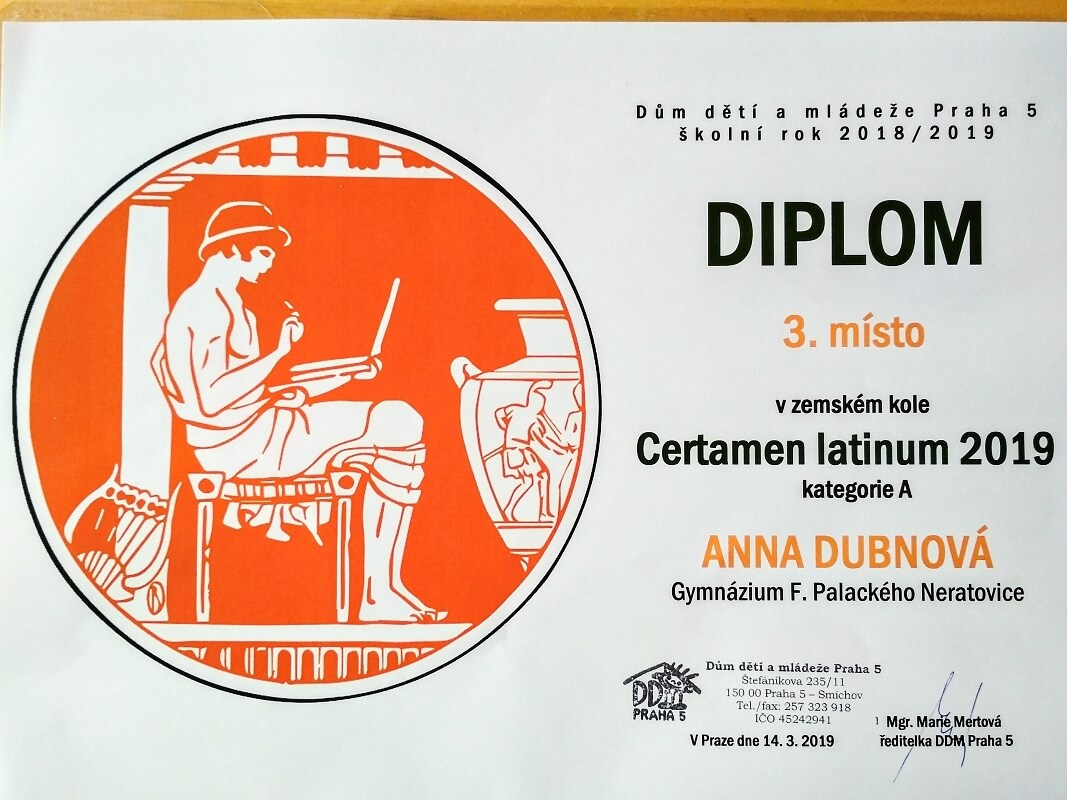 Dům dětí a mládeže Praha 5
školní rok 2018/2019
DIPLOM
3. místo
v zemském kole
Certamen latinum 2019
kategorie A
ANNA DUBNOVÁ
Gymnázium F. Palackého Neratovice
DDM
PRAHA 5
Dům dětí a mládeže Praha 5
Štefánikova 235/11
150 00 Praha 5 – Smíchov
Tel./fax: 257 323 918
IČO 45242941
1
V Praze dne 14. 3. 2019
Mgr. Marie Mertová
ředitelka DDM Praha 5